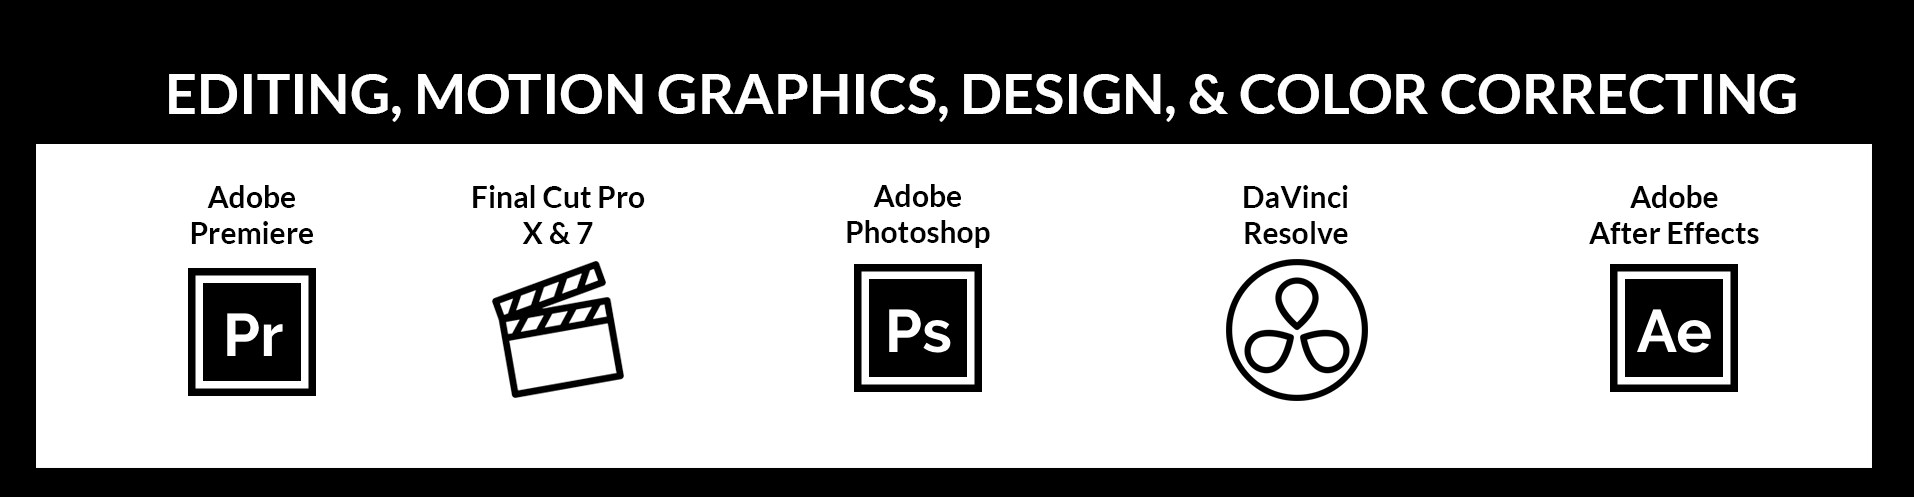 EDITING, MOTION GRAPHICS, DESIGN, & COLOR CORRECTING
Adobe
Premiere
Pr
Final Cut Pro
X & 7
Adobe
Photoshop
Ps
DaVinci
Resolve
Adobe
After Effects
Ae